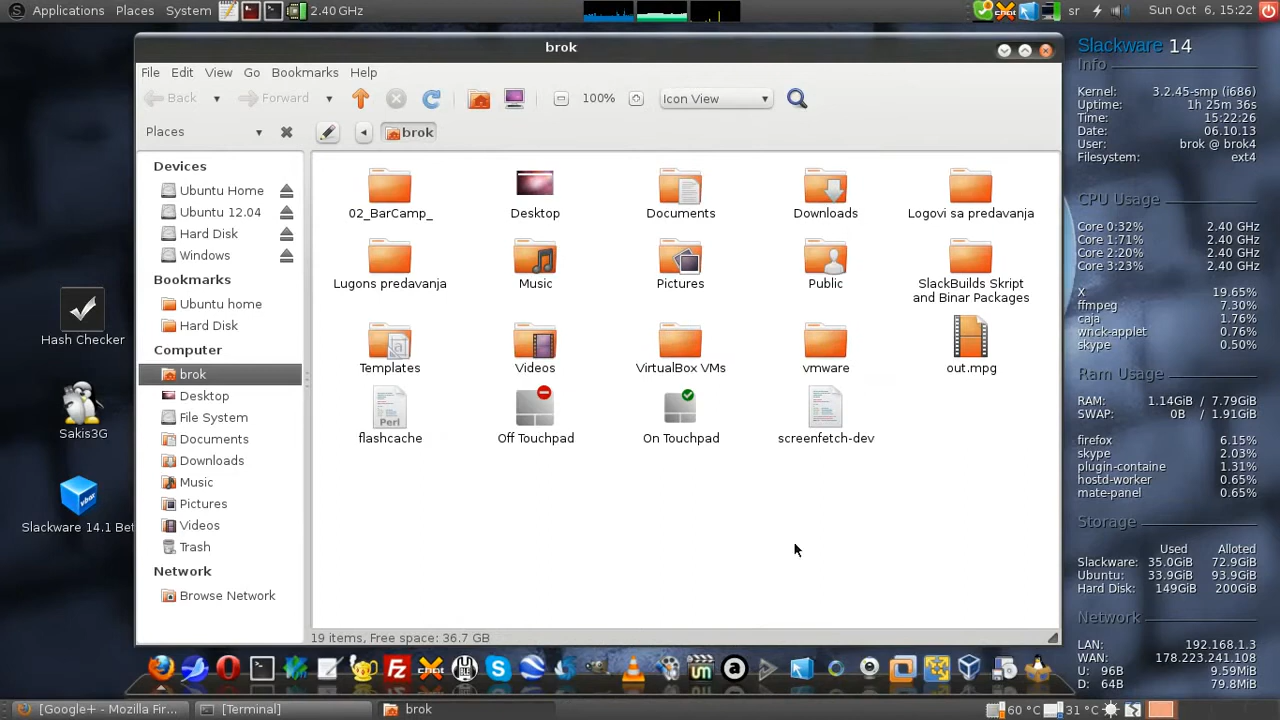 Applications Places System 2.40 GHz sr Sun Oct 6, 15:22
brok
File Edit View Go Bookmarks Help
Back Forward 100% Icon View
Places brok
Devices
Ubuntu Home
Ubuntu 12.04
Hard Disk
Windows
Bookmarks
Ubuntu home
Hard Disk
Computer
brok
Desktop
File System
Documents
Downloads
Music
Pictures
Videos
Trash
Network
Browse Network
02_BarCamp_ Desktop Documents Downloads Logovi sa predavanja
Lugons predavanja Music Pictures Public SlackBuilds Skript
and Binar Packages
Templates Videos VirtualBox VMs vmware out.mpg
Perl
flashcache Off Touchpad On Touchpad screenfetch-dev
19 items, Free space: 36.7 GB
Hash Checker
Sakis3G
vbox
Slackware 14.1 Bet
Slackware 14
Info
Kernel: 3.2.45-smp (i686)
Uptime: 1h 25m 36s
Time: 15:22:26
Date: 06.10.13
User: brok @ brok4
Filesystem: ext4
CPU Usage
Core 0:32% 2.40 GHz
Core 1:71% 2.40 GHz
Core 2:20% 2.40 GHz
Core 3:23% 2.40 GHz
X 19.65%
ffmpeg 7.30%
caja 1.76%
wnck-applet 0.76%
skype 0.50%
Ram Usage
RAM: 1.14GiB / 7.79GiB
SWAP: 0B / 1.91GiB
firefox 6.15%
skype 2.03%
plugin-containe 1.31%
hostd-worker 0.65%
mate-panel 0.65%
Storage
Used Alloted
Slackware: 35.0GiB 72.9GiB
Ubuntu: 33.9GiB 93.9GiB
Hard Disk: 149GiB 200GiB
Network
LAN: 192.168.1.3
WAN: 178.223.241.108
U: 96B 9.59MiB
D: 64B 79.8MiB
[Google+ - Mozilla Fir... [Terminal] brok 60 °C 31 °C